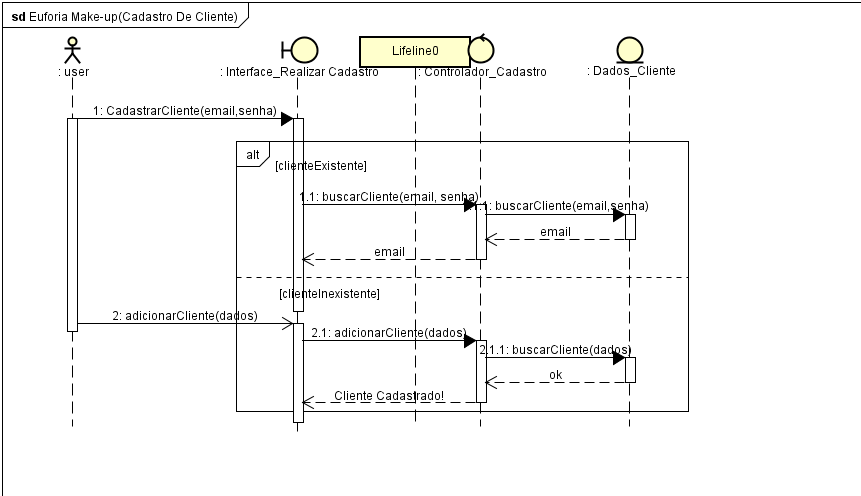 sd Euforia Make-up(Cadastro De Cliente)
Lifeline0
: user
: Interface_Realizar Cadastro
: Controlador_Cadastro
: Dados_Cliente
1: CadastrarCliente(email,senha)
alt
[clienteExistente]
1.1: buscarCliente(email, senha)
1.1: buscarCliente(email,senha)
email
email
[clienteInexistente]
2: adicionarCliente(dados)
2.1: adicionarCliente(dados)
2.1.1: buscarCliente(dados)
ok
Cliente Cadastrado!